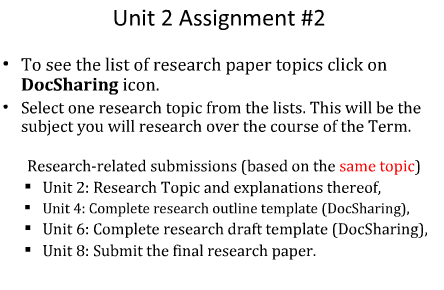 Unit 2 Assignment #2
• To see the list of research paper topics click on
DocSharing icon.
• Select one research topic from the lists. This will be the
subject you will research over the course of the Term.
Research-related submissions (based on the same topic)
▪ Unit 2: Research Topic and explanations thereof,
▪ Unit 4: Complete research outline template (DocSharing),
▪ Unit 6: Complete research draft template (DocSharing),
▪ Unit 8: Submit the final research paper.